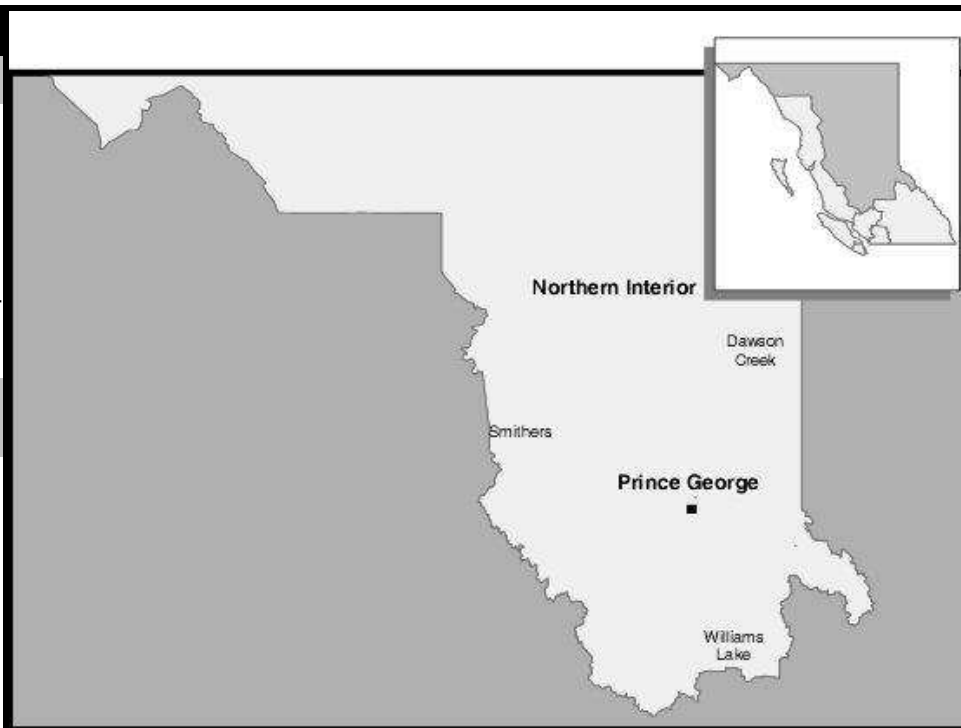 Northern Interior
Dawson
Creek
Smithers
Prince George
Williams
Lake